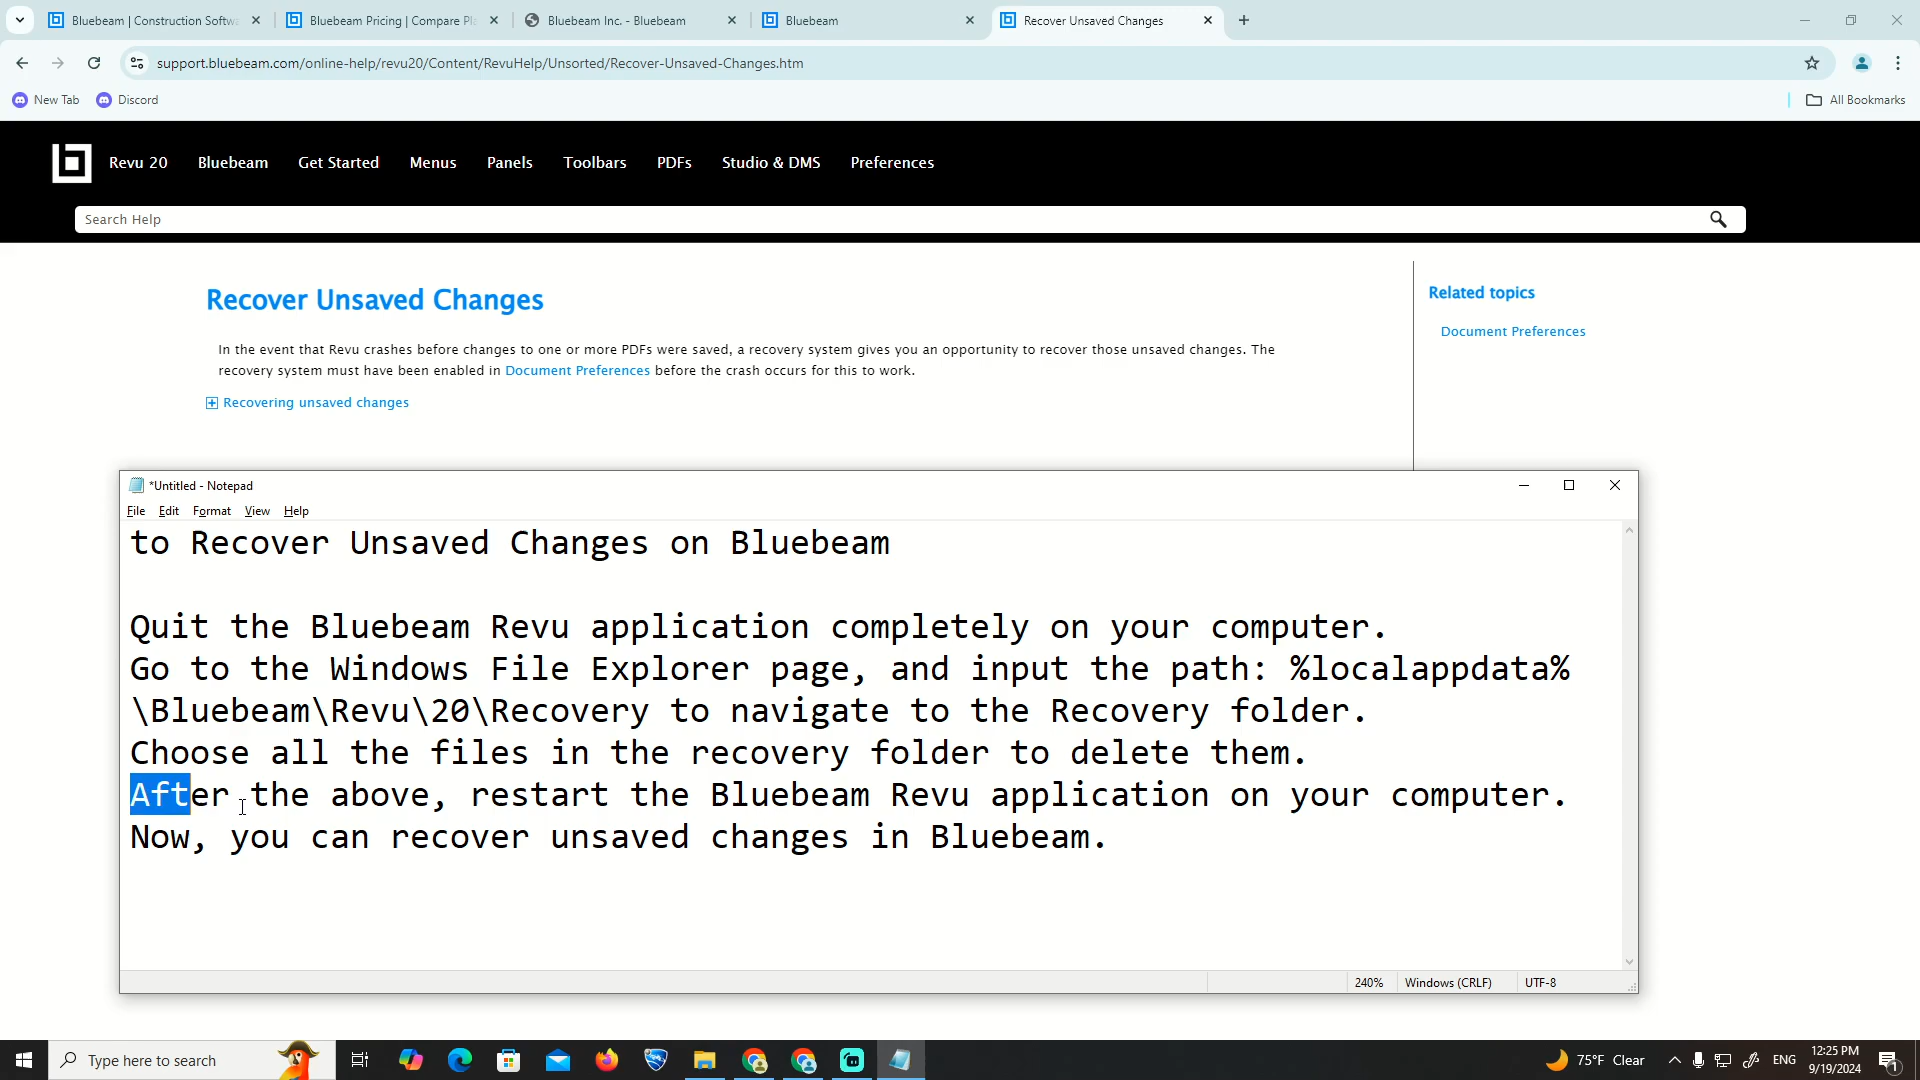 Bluebeam | Construction Softwa
Bluebeam Pricing | Compare Pl
Bluebeam Inc. - Bluebeam
Bluebeam
Recover Unsaved Changes
support.bluebeam.com/online-help/revu20/Content/RevuHelp/Unsorted/Recover-Unsaved-Changes.htm
New Tab
Discord
All Bookmarks
Revu 20
Bluebeam
Get Started
Menus
Panels
Toolbars
PDFs
Studio & DMS
Preferences
Search Help
Recover Unsaved Changes
In the event that Revu crashes before changes to one or more PDFs were saved, a recovery system gives you an opportunity to recover those unsaved changes. The
recovery system must have been enabled in Document Preferences before the crash occurs for this to work.
Recovering unsaved changes
Related topics
Document Preferences
*Untitled - Notepad
File Edit Format View Help
to Recover Unsaved Changes on Bluebeam
Quit the Bluebeam Revu application completely on your computer.
Go to the Windows File Explorer page, and input the path: %localappdata%
\Bluebeam\Revu\20\Recovery to navigate to the Recovery folder.
Choose all the files in the recovery folder to delete them.
After the above, restart the Bluebeam Revu application on your computer.
Now, you can recover unsaved changes in Bluebeam.
240%
Windows (CRLF)
UTF-8
Type here to search
75°F Clear
ENG
12:25 PM
9/19/2024
1